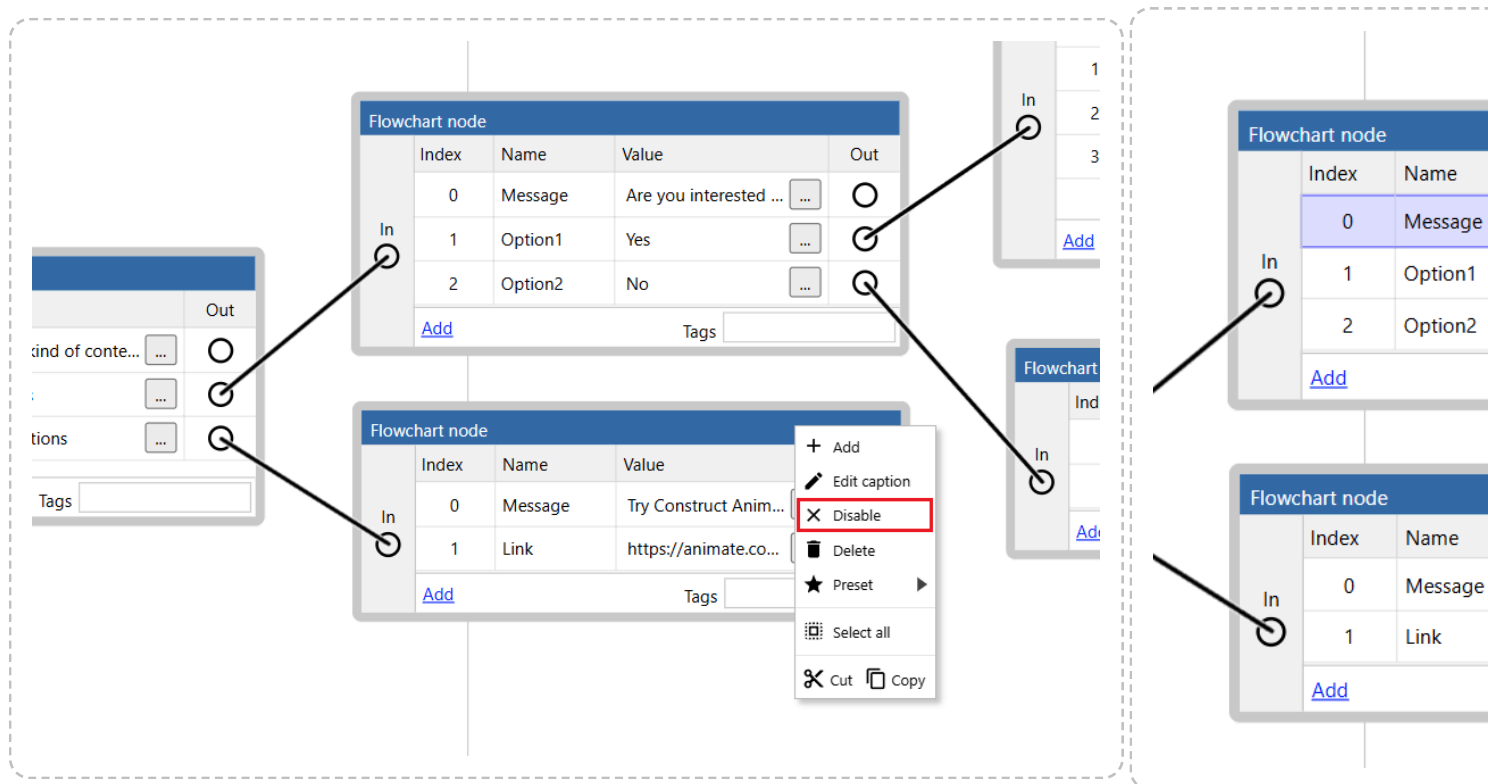 Out
kind of conte... ...
...
tions ...
Tags
Flowchart node
Index Name Value Out
In
0 Message Are you interested ... ...
1 Option1 Yes ...
2 Option2 No ...
Add Tags
Flowchart node
Index Name Value
In
0 Message Try Construct Anim...
1 Link https://animate.co...
Add Tags
Add
Edit caption
Disable
Delete
Preset
Select all
Cut Copy
In
1
2
3
Add
Flowchart
Ind
In
Add
Flowchart node
Index Name
In
0 Message
1 Option1
2 Option2
Add
Flowchart node
Index Name
In
0 Message
1 Link
Add